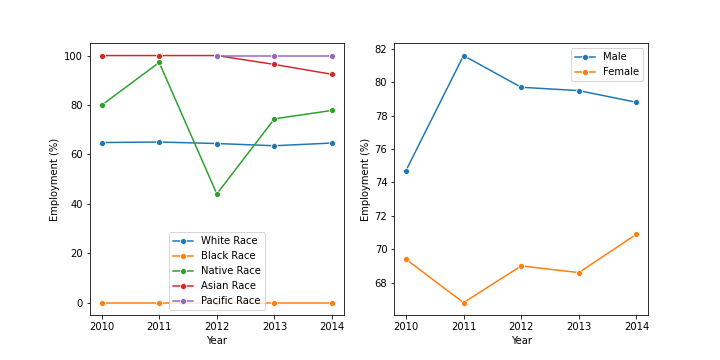 Employment (%)
100
80
60
40
20
0
2010 2011 2012 2013 2014
Year
White Race
Black Race
Native Race
Asian Race
Pacific Race
Employment (%)
82
80
78
76
74
72
70
68
2010 2011 2012 2013 2014
Year
Male
Female